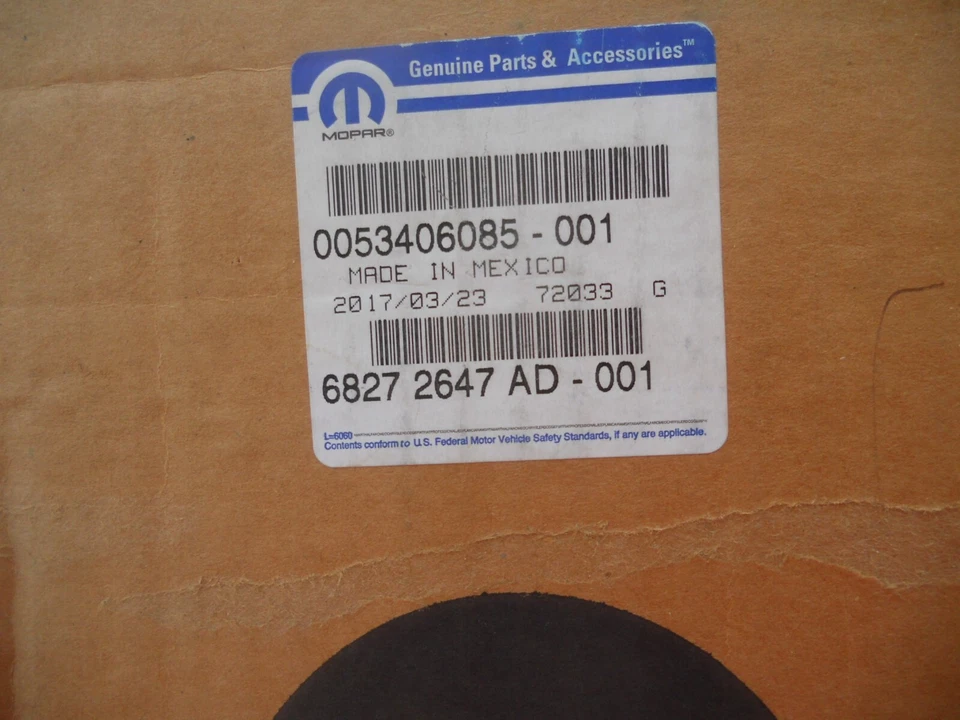 Genuine Parts & Accessories™
MOPAR®
0053406085 - 001
MADE IN MEXICO
2017/03/23 72033 G
6827 2647 AD - 001
L=6060
Contents conform to U.S. Federal Motor Vehicle Safety Standards, if any are applicable.